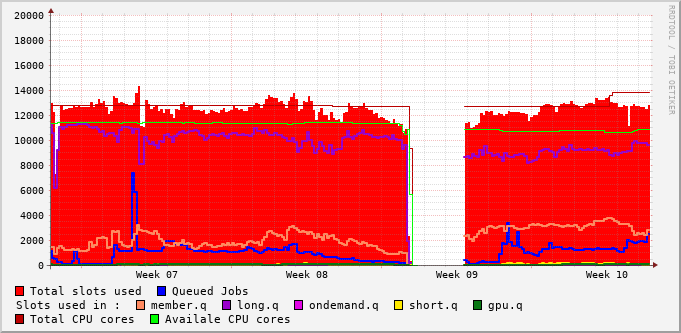 20000
18000
16000
14000
12000
10000
8000
6000
4000
2000
0
Week 07 Week 08 Week 09 Week 10
RRDTOOL / TOBI OETIKER
Total slots used Queued Jobs
Slots used in : member.q long.q ondemand.q short.q gpu.q
Total CPU cores Availale CPU cores